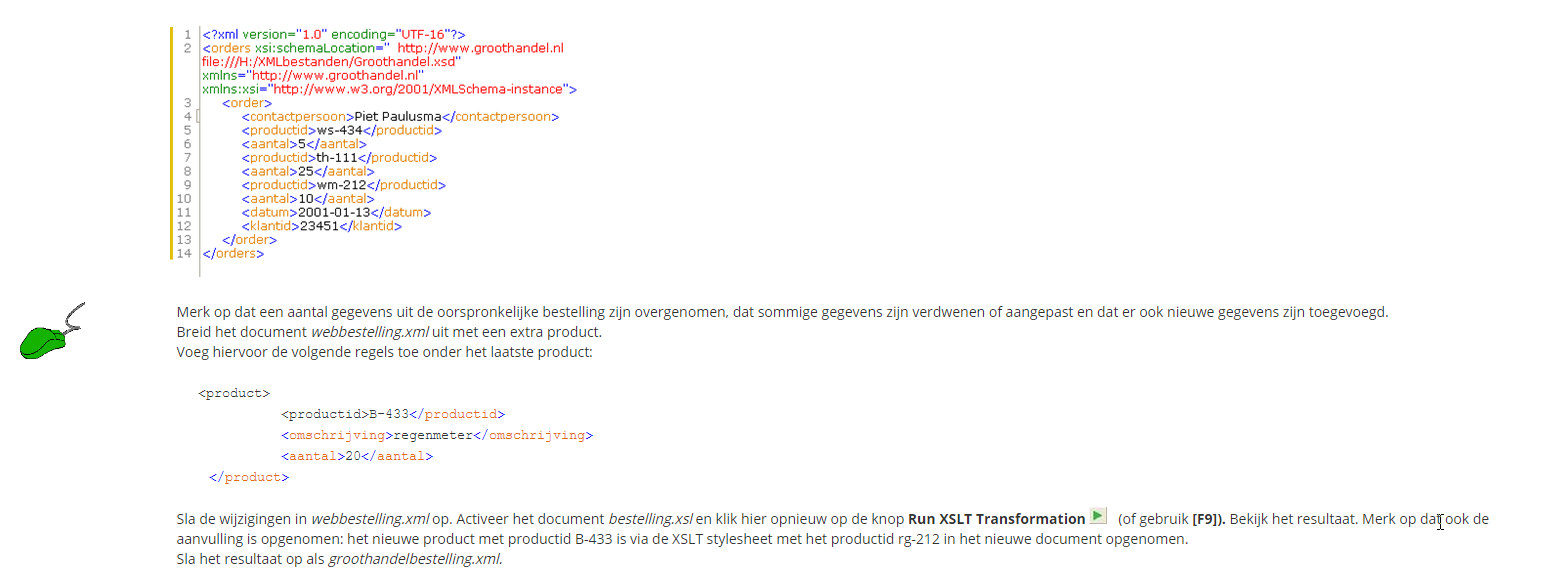 1 <?xml version="1.0" encoding="UTF-16"?>
2 <orders xsi:schemaLocation=" http://www.groothandel.nl
file:///H:/XMLbestanden/Groothandel.xsd"
xmlns="http://www.groothandel.nl"
xmlns:xsi="http://www.w3.org/2001/XMLSchema-instance">
3 <order>
4 <contactpersoon>Piet Paulusma</contactpersoon>
5 <productid>ws-434</productid>
6 <aantal>5</aantal>
7 <productid>th-111</productid>
8 <aantal>25</aantal>
9 <productid>wm-212</productid>
10 <aantal>10</aantal>
11 <datum>2001-01-13</datum>
12 <klantid>23451</klantid>
13 </order>
14 </orders>
Merk op dat een aantal gegevens uit de oorspronkelijke bestelling zijn overgenomen, dat sommige gegevens zijn verdwenen of aangepast en dat er ook nieuwe gegevens zijn toegevoegd.
Breid het document webbestelling.xml uit met een extra product.
Voeg hiervoor de volgende regels toe onder het laatste product:
<product>
<productid>B-433</productid>
<omschrijving>regenmeter</omschrijving>
<aantal>20</aantal>
</product>
Sla de wijzigingen in webbestelling.xml op. Activeer het document bestelling.xsl en klik hier opnieuw op de knop Run XSLT Transformation (of gebruik [F9]). Bekijk het resultaat. Merk op dat ook de
aanvulling is opgenomen: het nieuwe product met productid B-433 is via de XSLT stylesheet met het productid rg-212 in het nieuwe document opgenomen.
Sla het resultaat op als groothandelbestelling.xml.